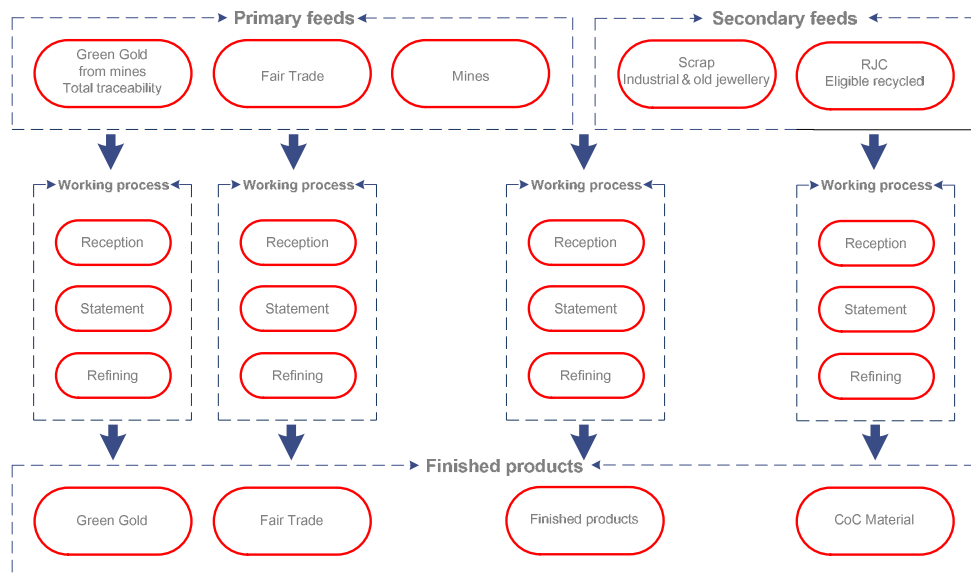 Primary feeds
Secondary feeds
Green Gold
from mines
Total traceability
Fair Trade
Mines
Scrap
Industrial & old jewellery
RJC
Eligible recycled
Working process
Working process
Working process
Working process
Reception
Reception
Reception
Reception
Statement
Statement
Statement
Statement
Refining
Refining
Refining
Refining
Finished products
Green Gold
Fair Trade
Finished products
CoC Material